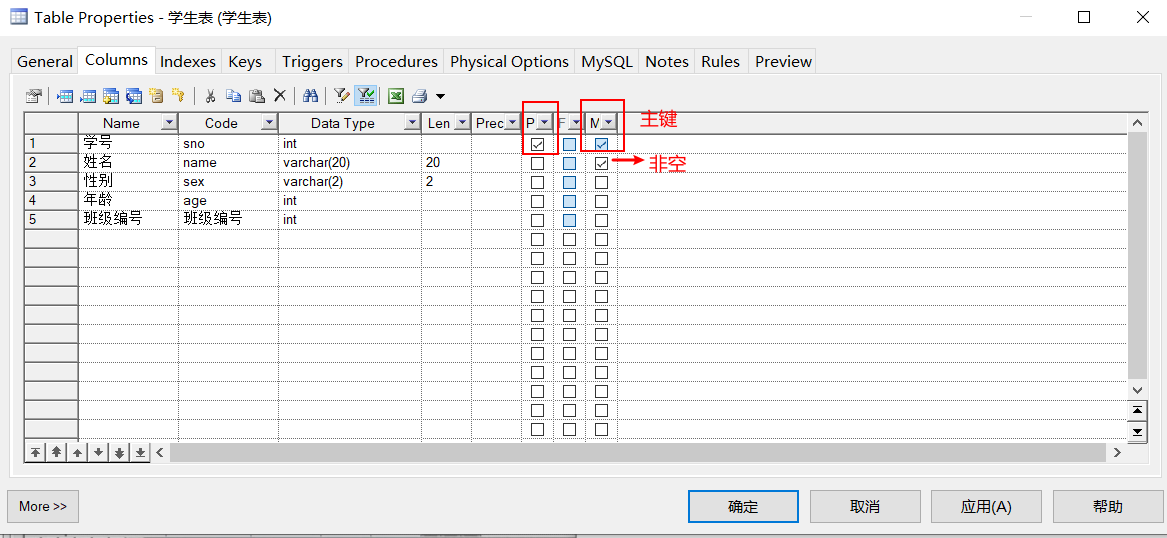 Table Properties - 学生表 (学生表)
General Columns Indexes Keys Triggers Procedures Physical Options MySQL Notes Rules Preview
Name Code Data Type Len Prec P F M 主键
1 学号 sno int
2 姓名 name varchar(20) 20 非空
3 性别 sex varchar(2) 2
4 年龄 age int
5 班级编号 班级编号 int
More >> 确定 取消 应用(A) 帮助